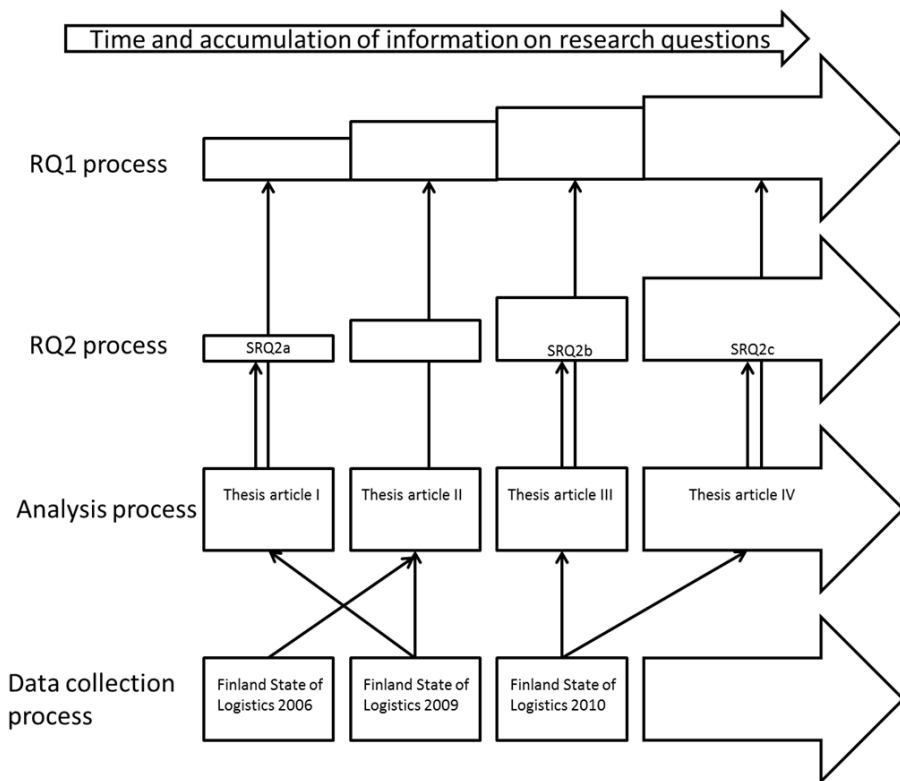 Time and accumulation of information on research questions
RQ1 process
RQ2 process
SRQ2a
SRQ2b
SRQ2c
Analysis process
Thesis article I
Thesis article II
Thesis article III
Thesis article IV
Data collection
process
Finland State of
Logistics 2006
Finland State of
Logistics 2009
Finland State of
Logistics 2010